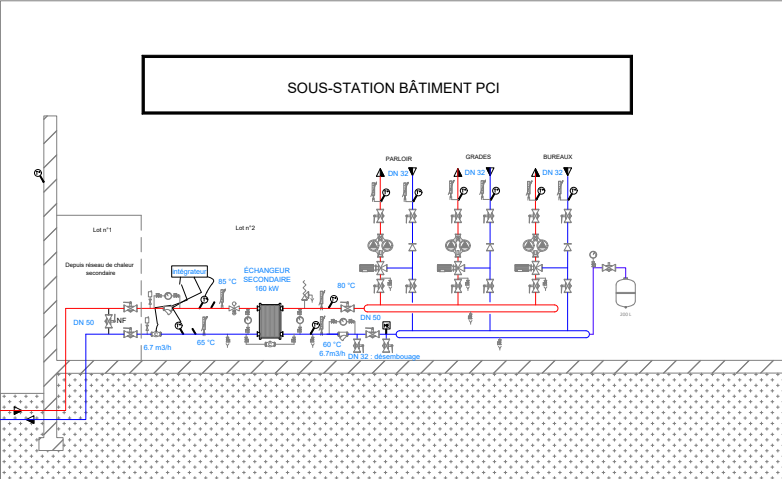 SOUS-STATION BÂTIMENT PCI
PARLOIR
GRADES
BUREAUX
DN 32
DN 32
DN 32
Lot n°1
Lot n°2
Depuis réseau de chaleur
secondaire
intégrateur
85 °C
ÉCHANGEUR
SECONDAIRE
160 kW
80 °C
DN 50
NF
DN 50
6.7 m3/h
65 °C
60 °C
6.7m3/h
DN 32 : désembouage